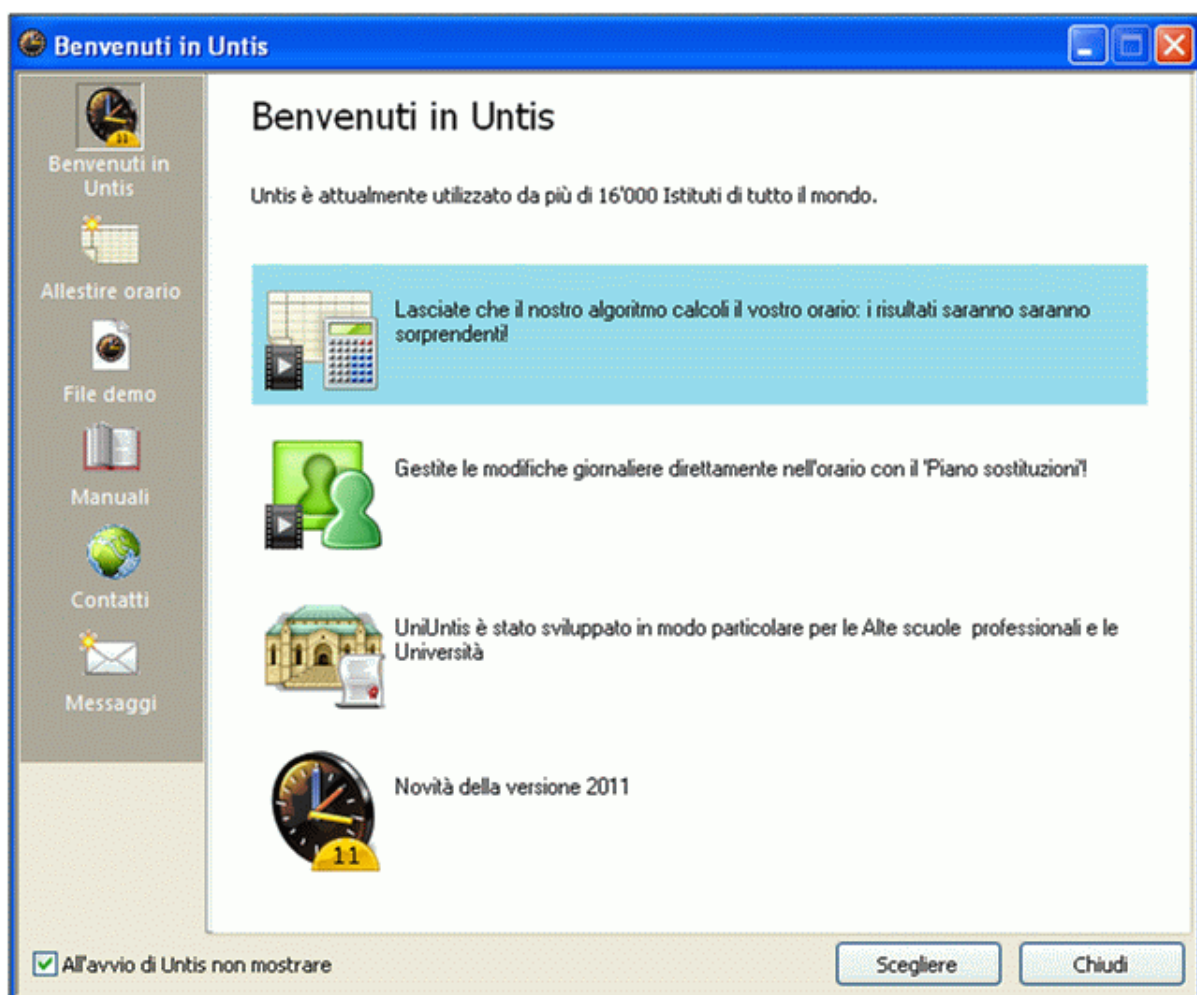 Benvenuti in Untis
Benvenuti in
Untis
Allestire orario
File demo
Manuali
Contatti
Messaggi
Benvenuti in Untis
Untis è attualmente utilizzato da più di 16'000 Istituti di tutto il mondo.
Lasciate che il nostro algoritmo calcoli il vostro orario: i risultati saranno saranno
sorprendenti!
Gestite le modifiche giornaliere direttamente nell'orario con il 'Piano sostituzioni'!
UniUntis è stato sviluppato in modo particolare per le Alte scuole professionali e le
Università
Novità della versione 2011
11
All'avvio di Untis non mostrare
Scegliere
Chiudi